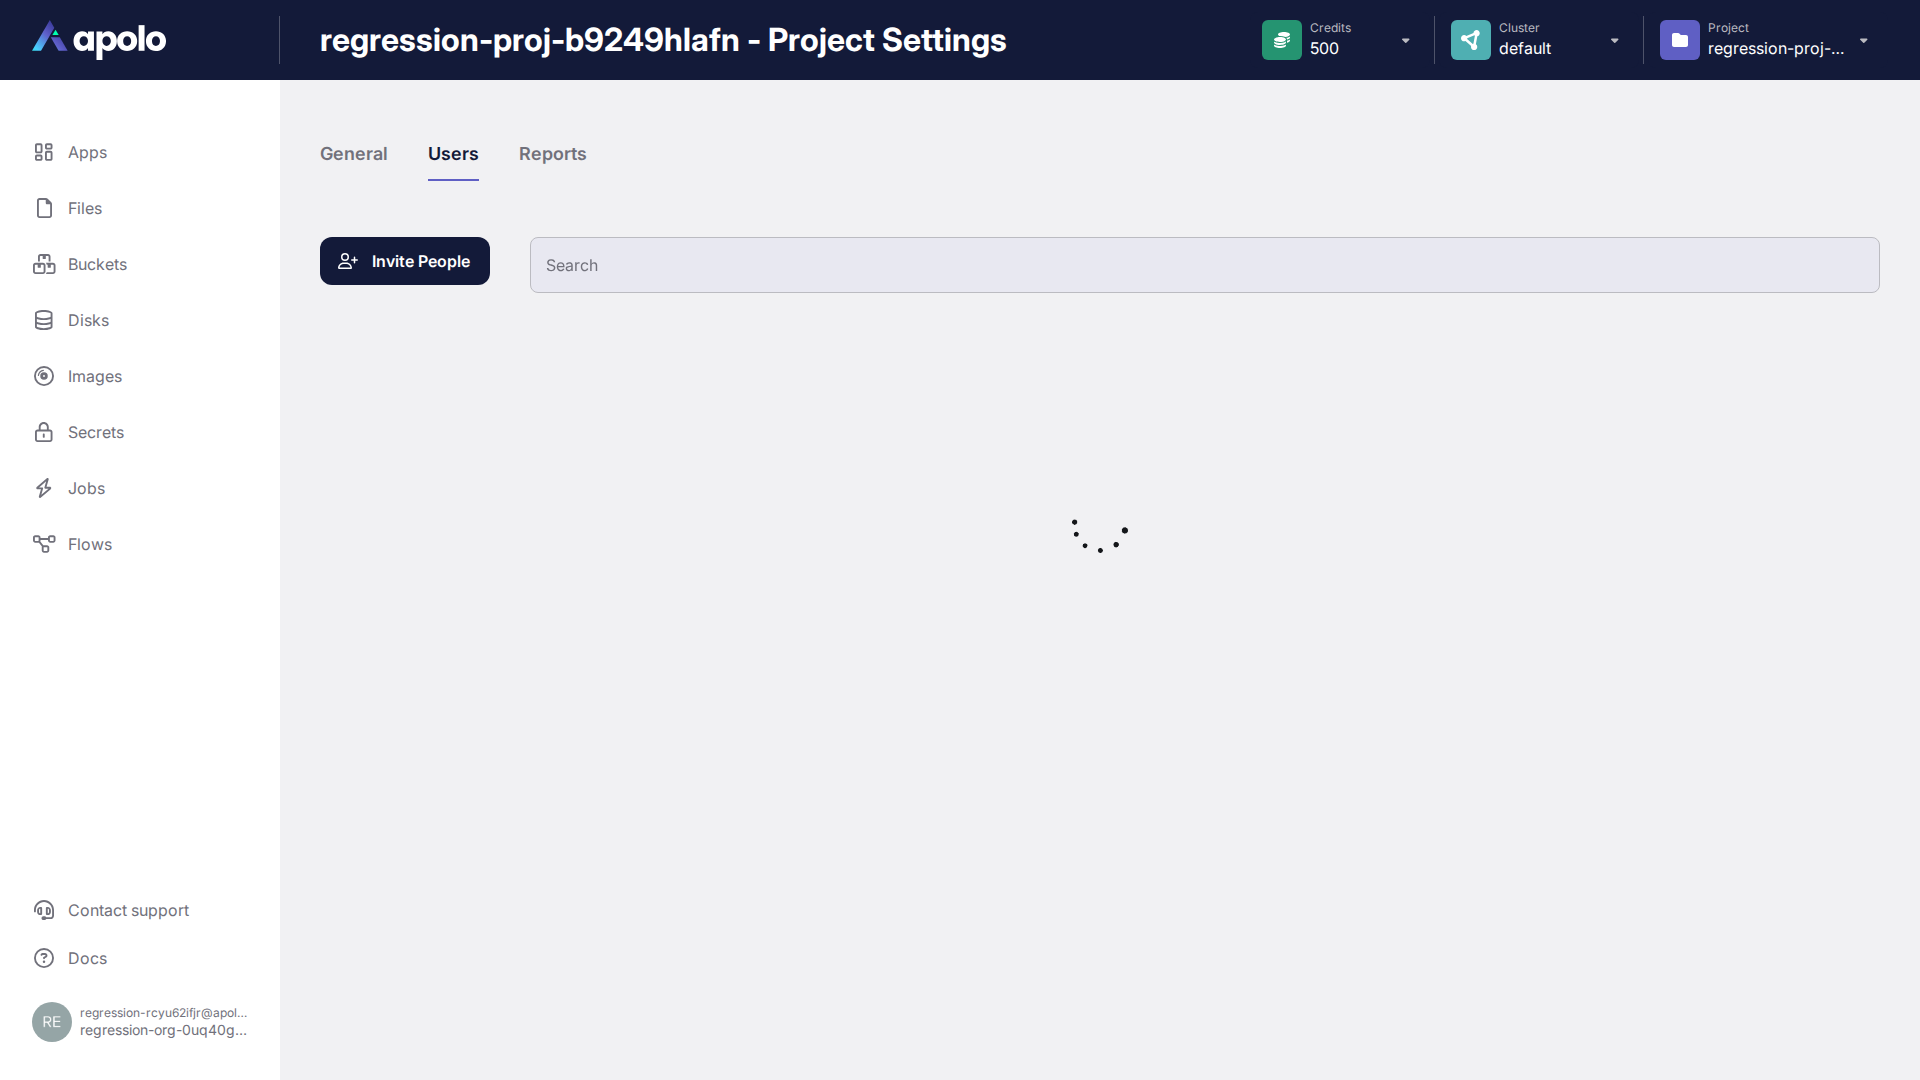 apolo
regression-proj-b9249hlafn - Project Settings
Credits
500
Cluster
default
Project
regression-proj-...
Apps
Files
Buckets
Disks
Images
Secrets
Jobs
Flows
General
Users
Reports
Invite People
Search
Contact support
Docs
RE
regression-rcyu62ifjr@apol...
regression-org-0uq40g...